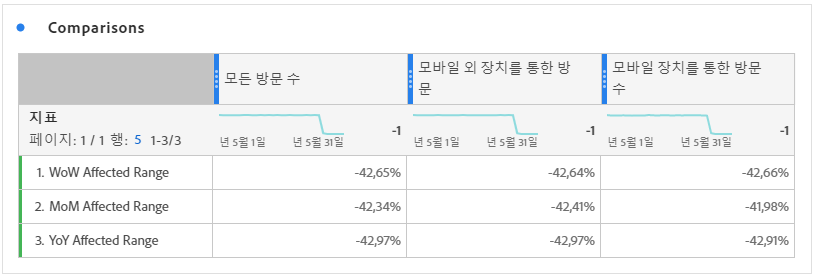 Comparisons
모든 방문 수
모바일 외 장치를 통한 방
문
모바일 장치를 통한 방문
수
지표
페이지: 1 / 1 행: 5 1-3/3
년 5월 1일 년 5월 31일 -1
년 5월 1일 년 5월 31일 -1
년 5월 1일 년 5월 31일 -1
1. WoW Affected Range -42,65% -42,64% -42,66%
2. MoM Affected Range -42,34% -42,41% -41,98%
3. YoY Affected Range -42,97% -42,97% -42,91%